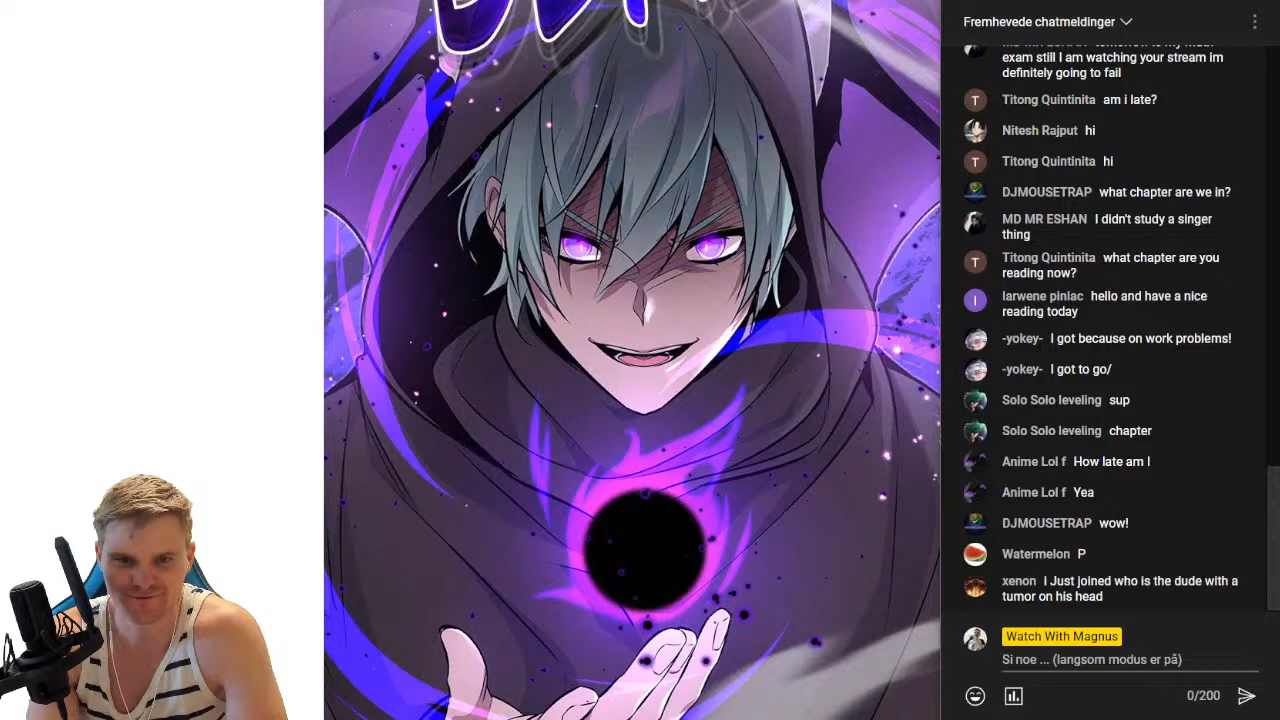 Fremhevede chatmeldinger
exam still I am watching your stream im
definitely going to fail
T Titong Quintinita am i late?
Nitesh Rajput hi
T Titong Quintinita hi
DJMOUSETRAP what chapter are we in?
MD MR ESHAN I didn't study a singer
thing
T Titong Quintinita what chapter are you
reading now?
I Iarwene pinlac hello and have a nice
reading today
-yokey- I got because on work problems!
-yokey- I got to go/
Solo Solo leveling sup
Solo Solo leveling chapter
Anime Lol f How late am I
Anime Lol f Yea
DJMOUSETRAP wow!
Watermelon P
xenon i Just joined who is the dude with a
tumor on his head
Watch With Magnus
Si noe ... (langsom modus er på)
0/200